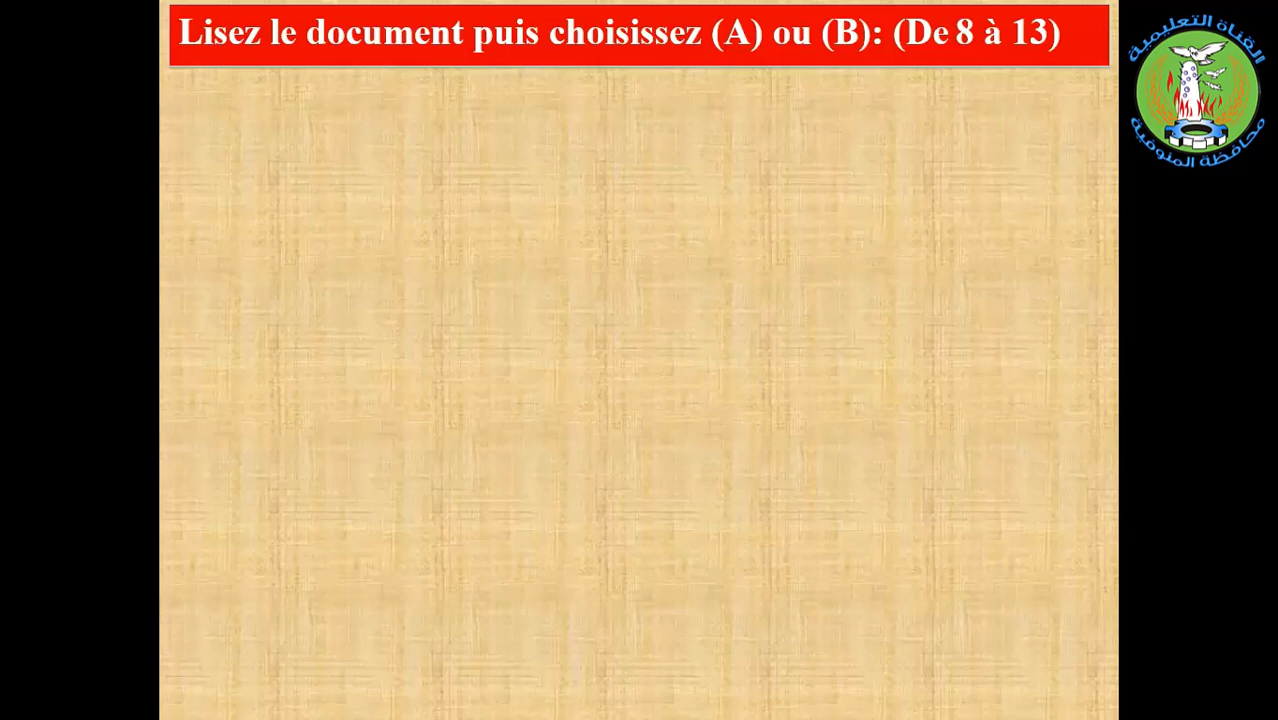 Lisez le document puis choisissez (A) ou (B): (De 8 à 13)
القناة التعليمية
محافظة المنوفية